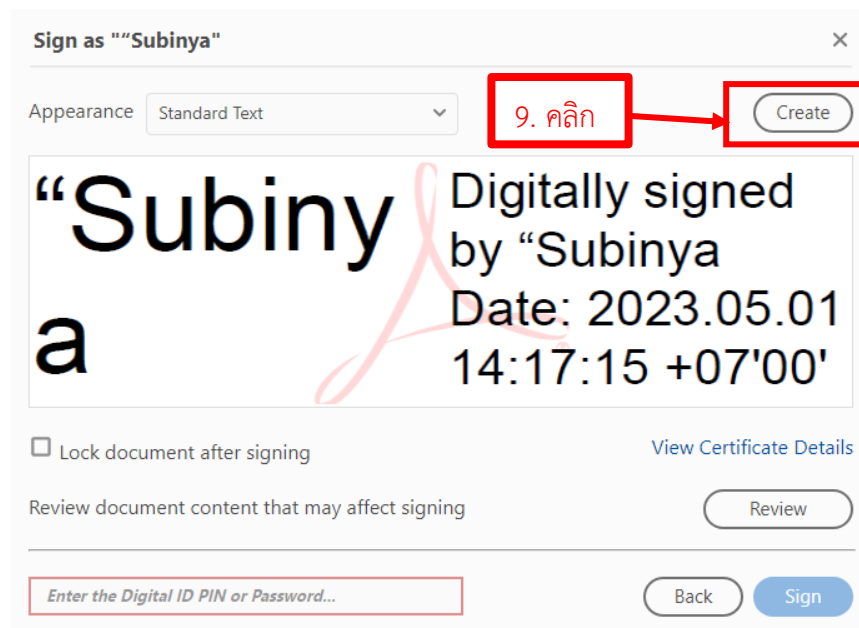 Sign as "“Subinya"
Appearance Standard Text
9. คลิก
Create
“Subiny
a
Digitally signed
by “Subinya
Date: 2023.05.01
14:17:15 +07'00'
Lock document after signing
View Certificate Details
Review document content that may affect signing
Review
Enter the Digital ID PIN or Password...
Back
Sign